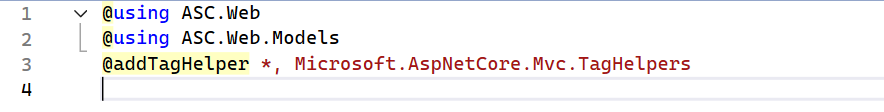 1 @using ASC.Web
2 @using ASC.Web.Models
3 @addTagHelper *, Microsoft.AspNetCore.Mvc.TagHelpers
4